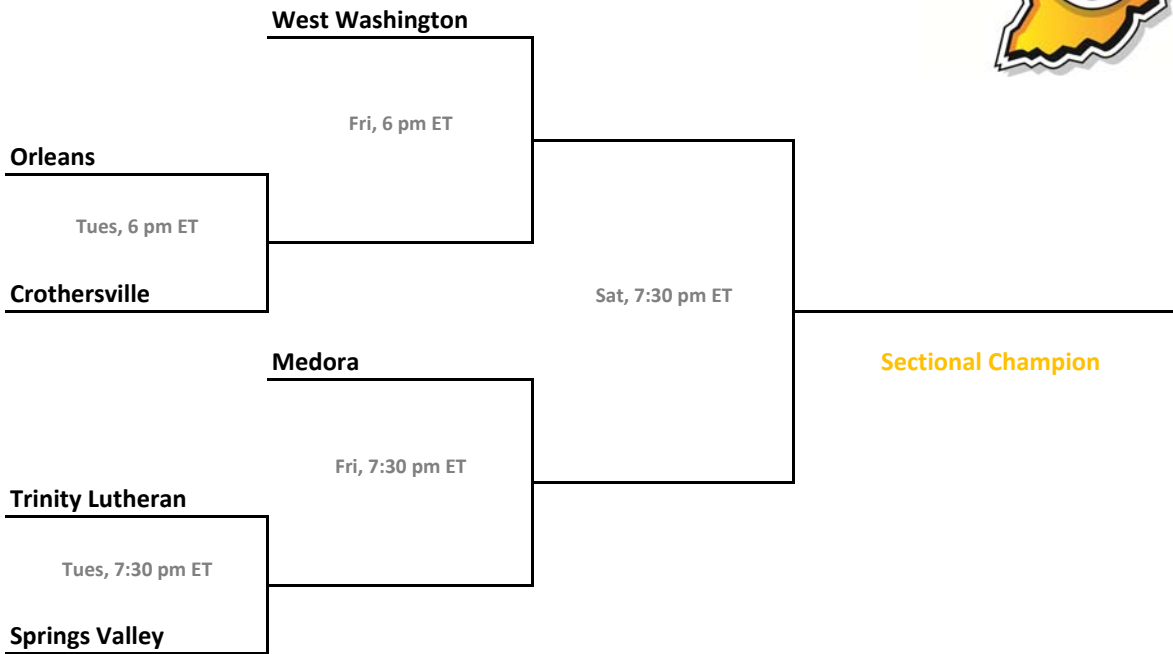 West Washington
Fri, 6 pm ET
Orleans
Tues, 6 pm ET
Crothersville
Sat, 7:30 pm ET
Medora
Sectional Champion
Fri, 7:30 pm ET
Trinity Lutheran
Tues, 7:30 pm ET
Springs Valley